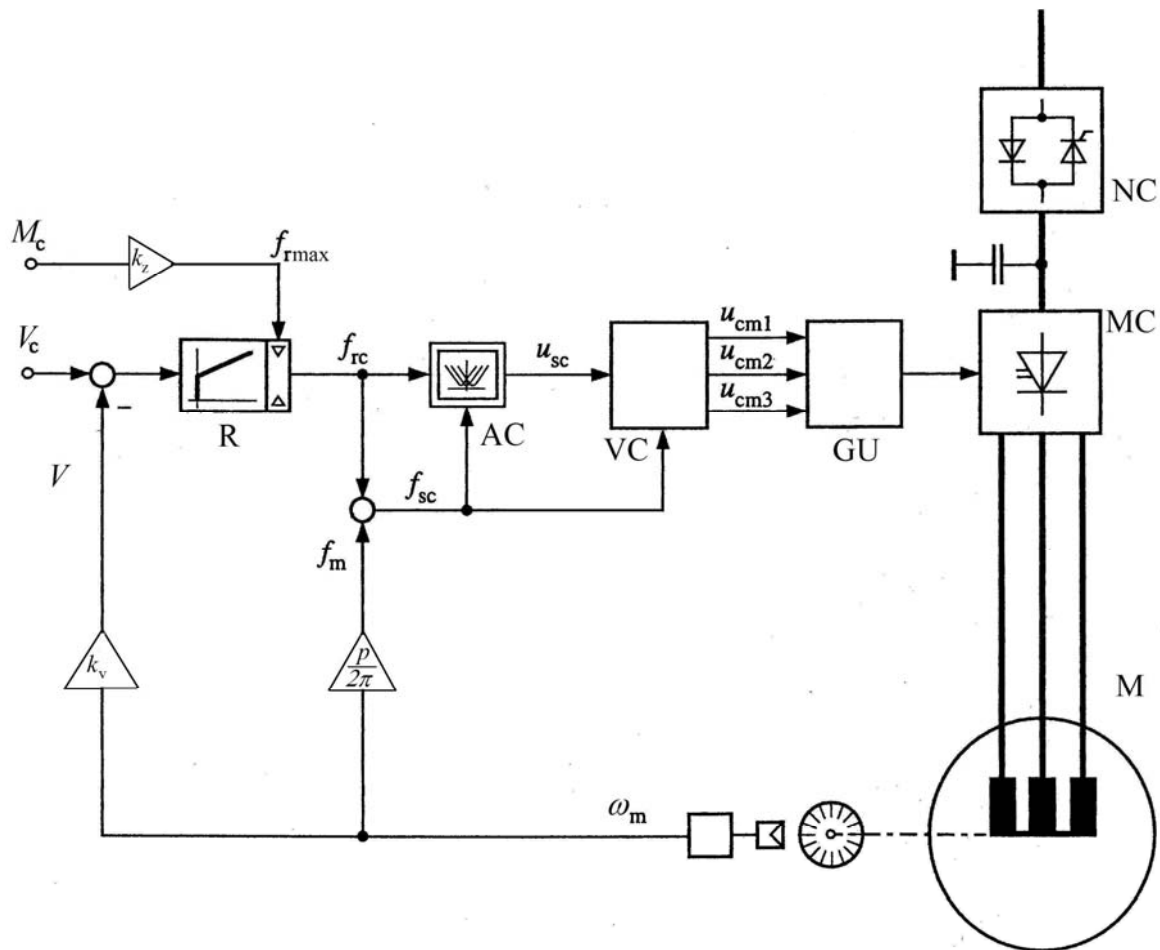 NC
M_c
k_z
f_rmax
MC
V_c
f_rc
u_sc
u_cm1
u_cm2
u_cm3
−
R
AC
VC
GU
V
f_sc
f_m
k_v
p/2π
M
ω_m